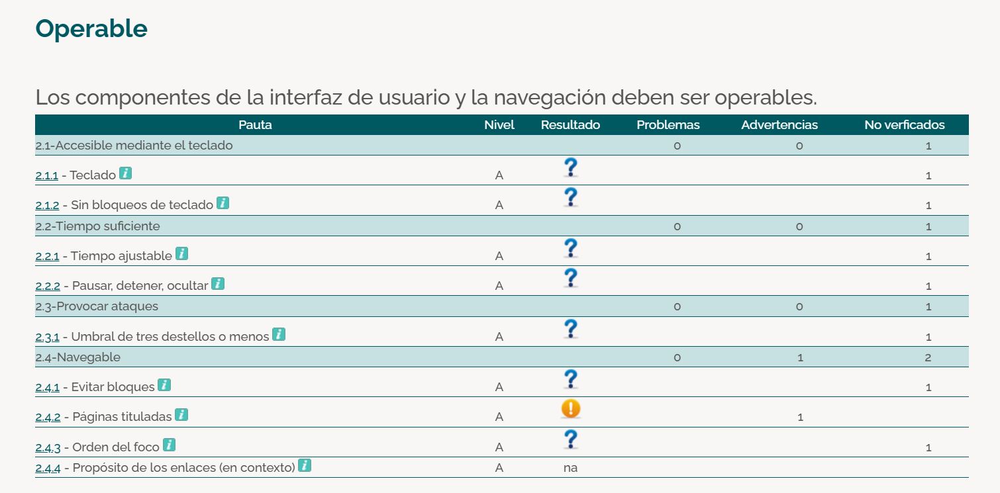 Operable
Los componentes de la interfaz de usuario y la navegación deben ser operables.
Pauta Nivel Resultado Problemas Advertencias No verficados
2.1-Accesible mediante el teclado 0 0 1
2.1.1 - Teclado i A ? 1
2.1.2 - Sin bloqueos de teclado i A ? 1
2.2-Tiempo suficiente 0 0 1
2.2.1 - Tiempo ajustable i A ? 1
2.2.2 - Pausar, detener, ocultar i A ? 1
2.3-Provocar ataques 0 0 1
2.3.1 - Umbral de tres destellos o menos i A ? 1
2.4-Navegable 0 1 2
2.4.1 - Evitar bloques i A ? 1
2.4.2 - Páginas tituladas i A ! 1
2.4.3 - Orden del foco i A ? 1
2.4.4 - Propósito de los enlaces (en contexto) i A na